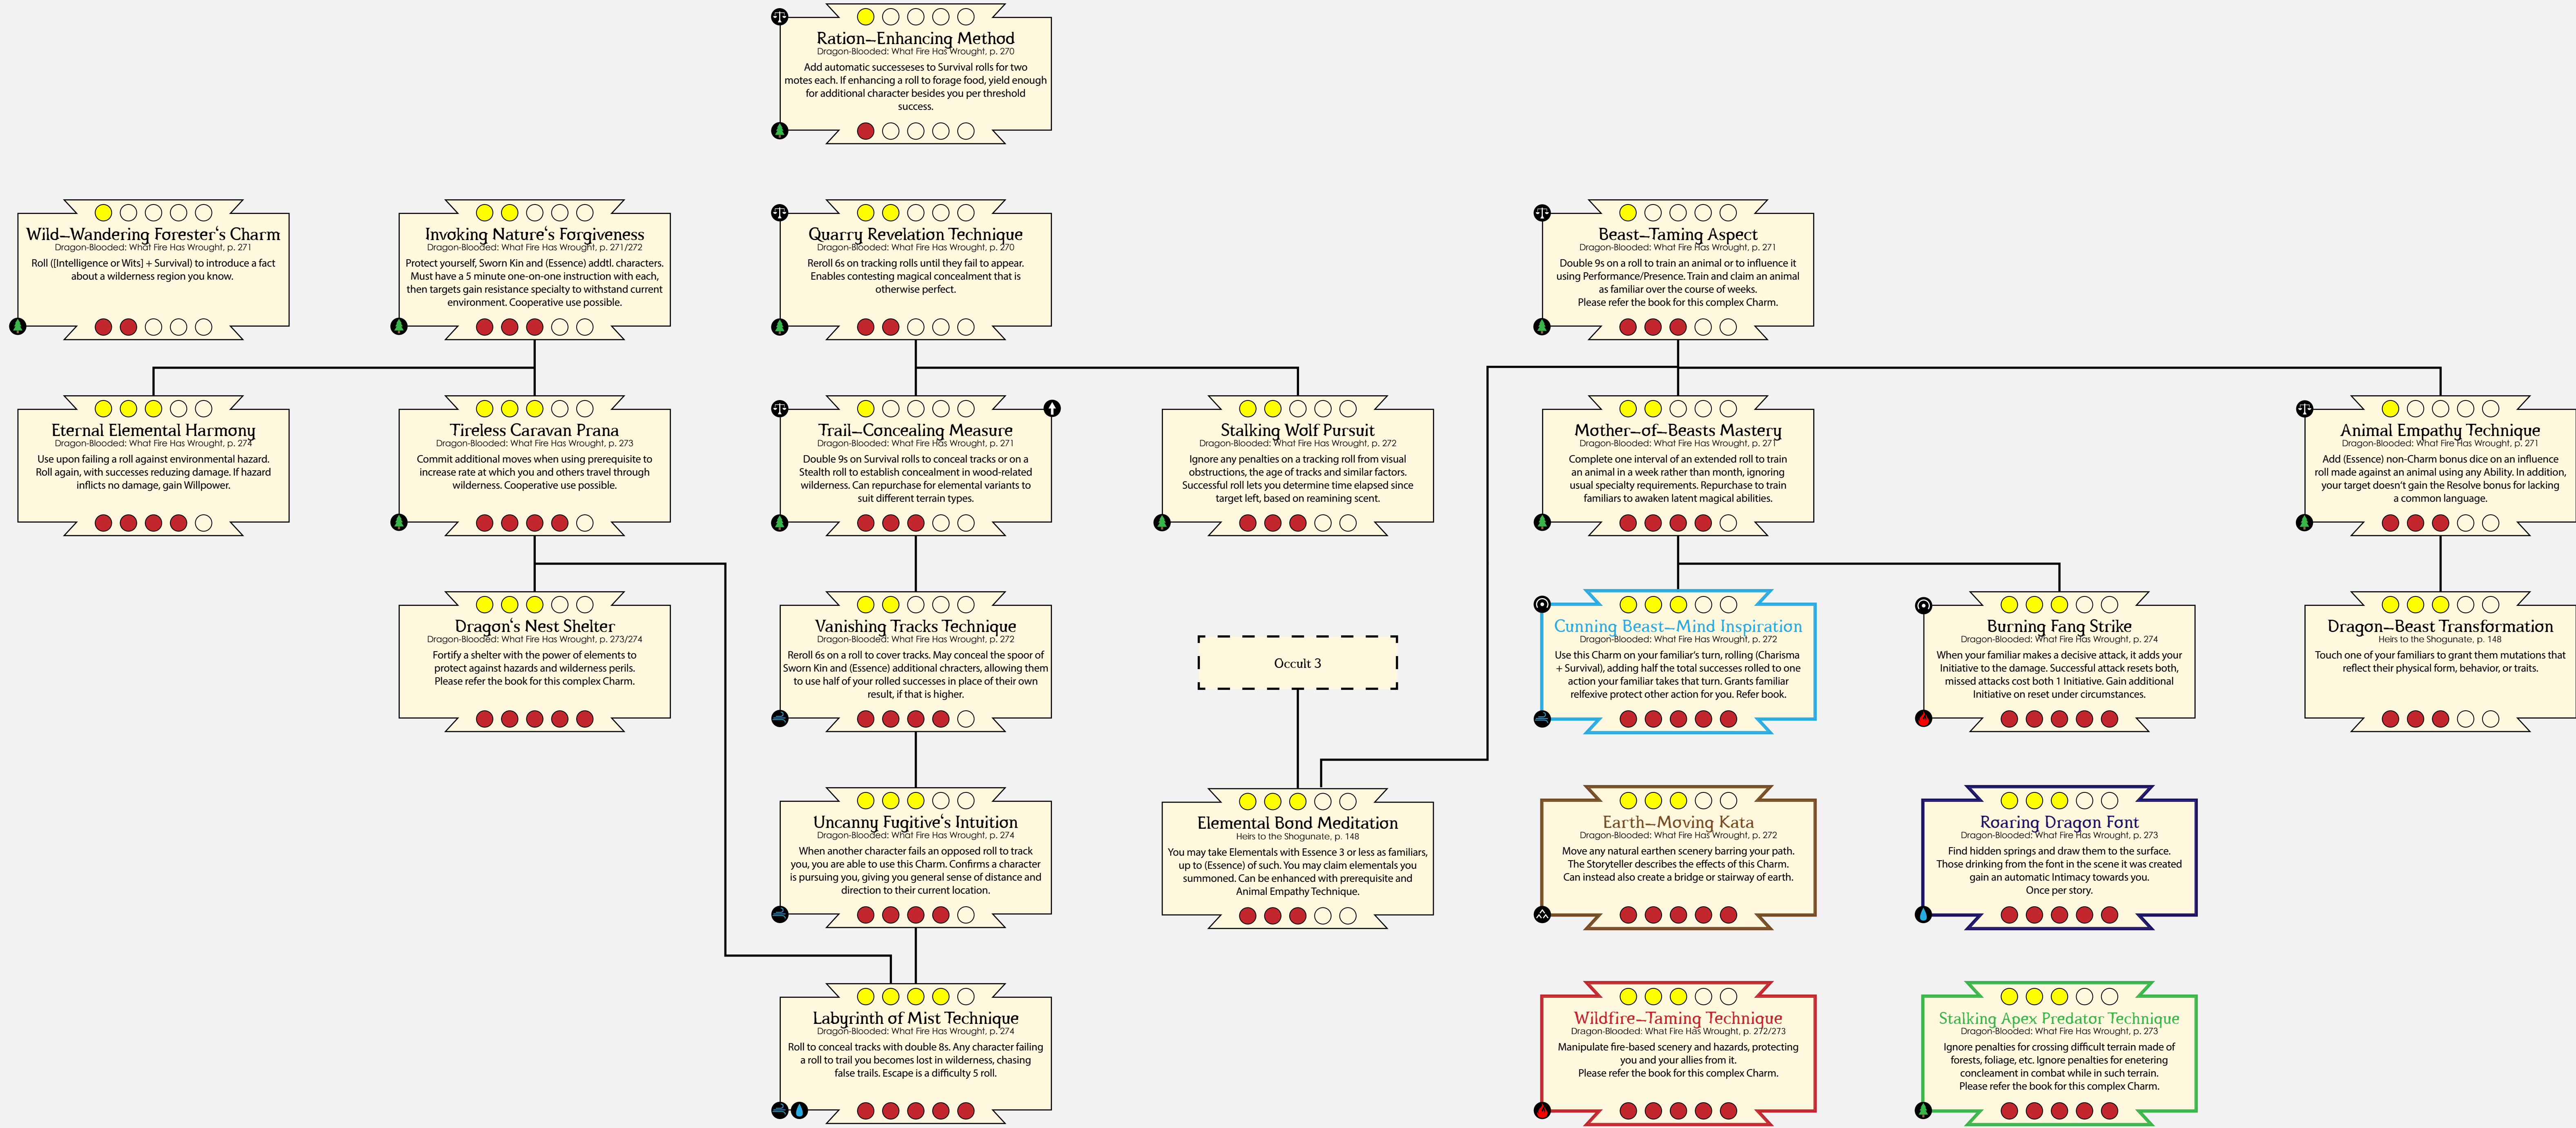 Ration-Enhancing Method
Dragon-Blooded: What Fire Has Wrought, p. 270
Add automatic successeses to Survival rolls for two
motes each. If enhancing a roll to forage food, yield enough
for additional character besides you per threshold
success.
Wild-Wandering Forester's Charm
Dragon-Blooded: What Fire Has Wrought, p. 271
Roll ([Intelligence or Wits] + Survival) to introduce a fact
about a wilderness region you know.
Invoking Nature's Forgiveness
Dragon-Blooded: What Fire Has Wrought, p. 271/272
Protect yourself, Sworn Kin and (Essence) addtl. characters.
Must have a 5 minute one-on-one instruction with each,
then targets gain resistance specialty to withstand current
environment. Cooperative use possible.
Quarry Revelation Technique
Dragon-Blooded: What Fire Has Wrought, p. 270
Reroll 6s on tracking rolls until they fail to appear.
Enables contesting magical concealment that is
otherwise perfect.
Beast-Taming Aspect
Dragon-Blooded: What Fire Has Wrought, p. 271
Double 9s on a roll to train an animal or to influence it
using Performance/Presence. Train and claim an animal
as familiar over the course of weeks.
Please refer the book for this complex Charm.
Eternal Elemental Harmony
Dragon-Blooded: What Fire Has Wrought, p. 274
Use upon failing a roll against environmental hazard.
Roll again, with successes reduzing damage. If hazard
inflicts no damage, gain Willpower.
Tireless Caravan Prana
Dragon-Blooded: What Fire Has Wrought, p. 273
Commit additional moves when using prerequisite to
increase rate at which you and others travel through
wilderness. Cooperative use possible.
Trail-Concealing Measure
Dragon-Blooded: What Fire Has Wrought, p. 271
Double 9s on Survival rolls to conceal tracks or on a
Stealth roll to establish concealment in wood-related
wilderness. Can repurchase for elemental variants to
suit different terrain types.
Stalking Wolf Pursuit
Dragon-Blooded: What Fire Has Wrought, p. 272
Ignore any penalties on a tracking roll from visual
obstructions, the age of tracks and similar factors.
Successful roll lets you determine time elapsed since
target left, based on reamining scent.
Mother-of-Beasts Mastery
Dragon-Blooded: What Fire Has Wrought, p. 271
Complete one interval of an extended roll to train
an animal in a week rather than month, ignoring
usual specialty requirements. Repurchase to train
familiars to awaken latent magical abilities.
Animal Empathy Technique
Dragon-Blooded: What Fire Has Wrought, p. 271
Add (Essence) non-Charm bonus dice on an influence
roll made against an animal using any Ability. In addition,
your target doesn't gain the Resolve bonus for lacking
a common language.
Dragon's Nest Shelter
Dragon-Blooded: What Fire Has Wrought, p. 273/274
Fortify a shelter with the power of elements to
protect against hazards and wilderness perils.
Please refer the book for this complex Charm.
Vanishing Tracks Technique
Dragon-Blooded: What Fire Has Wrought, p. 272
Reroll 6s on a roll to cover tracks. May conceal the spoor of
Sworn Kin and (Essence) additional chracters, allowing them
to use half of your rolled successes in place of their own
result, if that is higher.
Occult 3
Cunning Beast-Mind Inspiration
Dragon-Blooded: What Fire Has Wrought, p. 272
Use this Charm on your familiar's turn, rolling (Charisma
+ Survival), adding half the total successes rolled to one
action your familiar takes that turn. Grants familiar
relfexive protect other action for you. Refer book.
Burning Fang Strike
Dragon-Blooded: What Fire Has Wrought, p. 274
When your familiar makes a decisive attack, it adds your
Initiative to the damage. Successful attack resets both,
missed attacks cost both 1 Initiative. Gain additional
Initiative on reset under circumstances.
Dragon-Beast Transformation
Heirs to the Shogunate, p. 148
Touch one of your familiars to grant them mutations that
reflect their physical form, behavior, or traits.
Uncanny Fugitive's Intuition
Dragon-Blooded: What Fire Has Wrought, p. 274
When another character fails an opposed roll to track
you, you are able to use this Charm. Confirms a character
is pursuing you, giving you general sense of distance and
direction to their current location.
Elemental Bond Meditation
Heirs to the Shogunate, p. 148
You may take Elementals with Essence 3 or less as familiars,
up to (Essence) of such. You may claim elementals you
summoned. Can be enhanced with prerequisite and
Animal Empathy Technique.
Earth-Moving Kata
Dragon-Blooded: What Fire Has Wrought, p. 272
Move any natural earthen scenery barring your path.
The Storyteller describes the effects of this Charm.
Can instead also create a bridge or stairway of earth.
Roaring Dragon Font
Dragon-Blooded: What Fire Has Wrought, p. 273
Find hidden springs and draw them to the surface.
Those drinking from the font in the scene it was created
gain an automatic Intimacy towards you.
Once per story.
Labyrinth of Mist Technique
Dragon-Blooded: What Fire Has Wrought, p. 274
Roll to conceal tracks with double 8s. Any character failing
a roll to trail you becomes lost in wilderness, chasing
false trails. Escape is a difficulty 5 roll.
Wildfire-Taming Technique
Dragon-Blooded: What Fire Has Wrought, p. 272/273
Manipulate fire-based scenery and hazards, protecting
you and your allies from it.
Please refer the book for this complex Charm.
Stalking Apex Predator Technique
Dragon-Blooded: What Fire Has Wrought, p. 273
Ignore penalties for crossing difficult terrain made of
forests, foliage, etc. Ignore penalties for enetering
concleament in combat while in such terrain.
Please refer the book for this complex Charm.